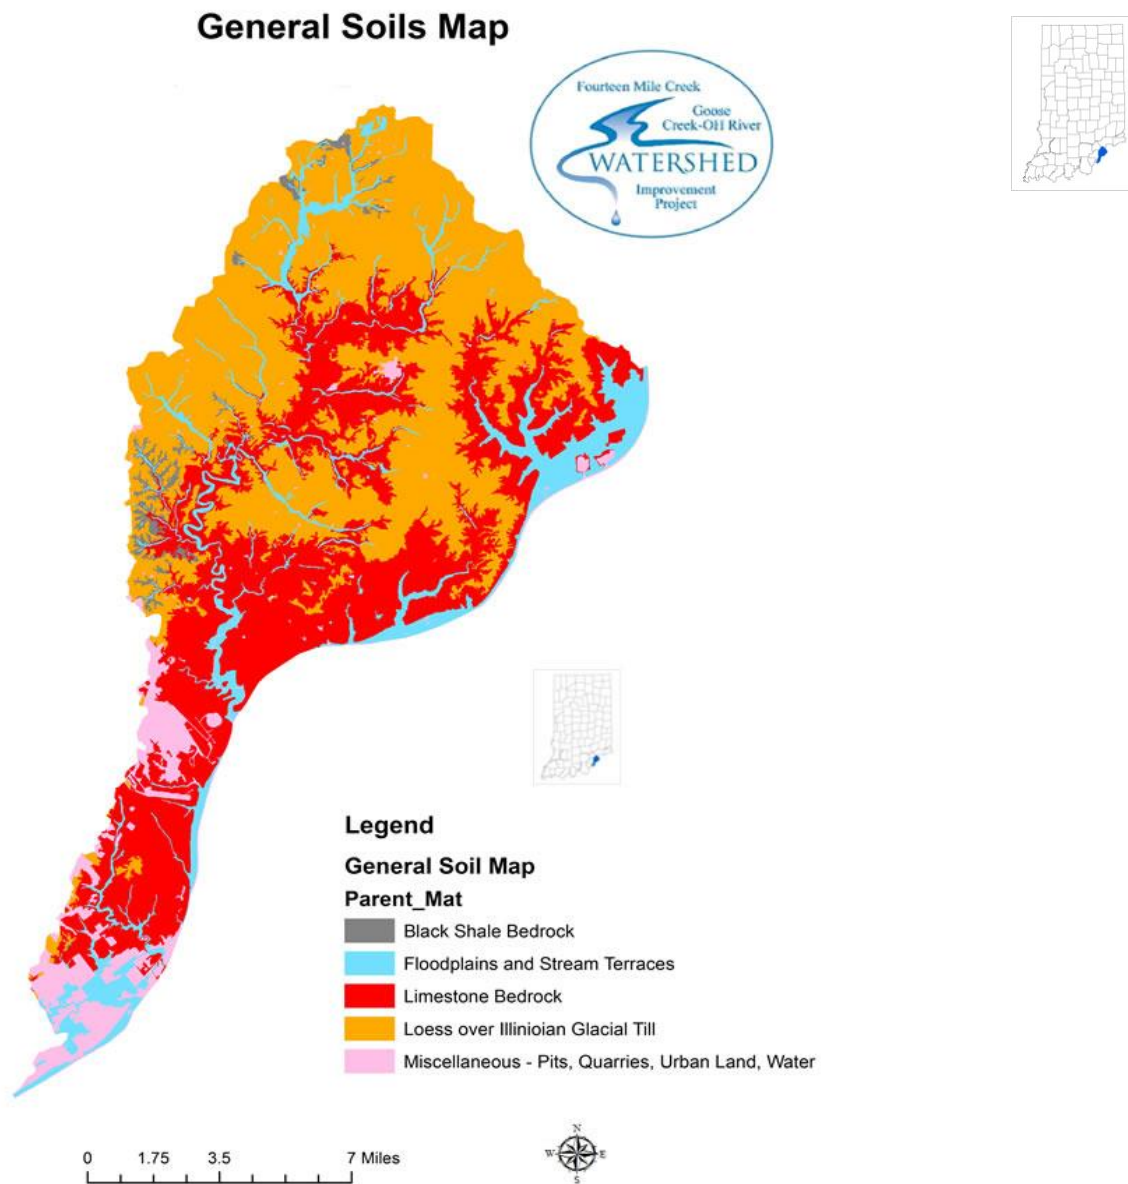 General Soils Map
Fourteen Mile Creek
Goose
Creek-OH River
WATERSHED
Improvement
Project
Legend
General Soil Map
Parent_Mat
Black Shale Bedrock
Floodplains and Stream Terraces
Limestone Bedrock
Loess over Illinioian Glacial Till
Miscellaneous - Pits, Quarries, Urban Land, Water
0 1.75 3.5 7 Miles
N
W E
S